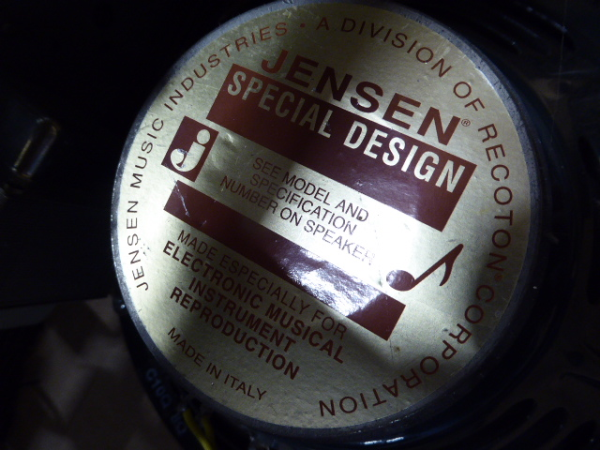 JENSEN MUSIC INDUSTRIES · A DIVISION OF RECOTON® CORPORATION
JENSEN®
SPECIAL DESIGN
j
SEE MODEL AND
SPECIFICATION
NUMBER ON SPEAKER
MADE ESPECIALLY FOR
ELECTRONIC MUSICAL
INSTRUMENT
REPRODUCTION
MADE IN ITALY